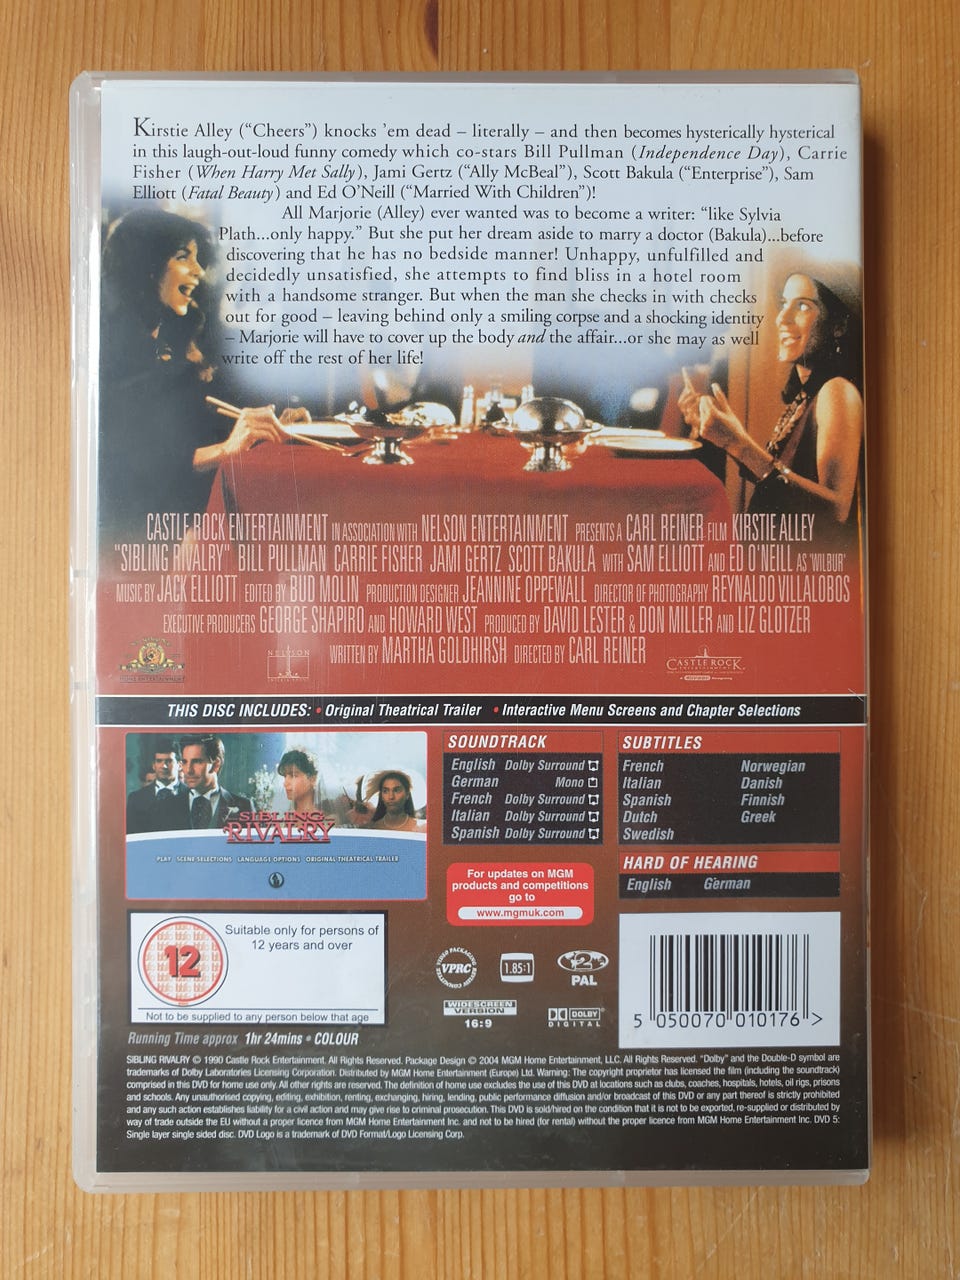 Kirstie Alley (“Cheers”) knocks ’em dead – literally – and then becomes hysterically hysterical
in this laugh-out-loud funny comedy which co-stars Bill Pullman (Independence Day), Carrie
Fisher (When Harry Met Sally), Jami Gertz (“Ally McBeal”), Scott Bakula (“Enterprise”), Sam
Elliott (Fatal Beauty) and Ed O’Neill (“Married With Children”)!
All Marjorie (Alley) ever wanted was to become a writer: “like Sylvia
Plath...only happy.” But she put her dream aside to marry a doctor (Bakula)...before
discovering that he has no bedside manner! Unhappy, unfulfilled and
decidedly unsatisfied, she attempts to find bliss in a hotel room
with a handsome stranger. But when the man she checks in with checks
out for good – leaving behind only a smiling corpse and a shocking identity
– Marjorie will have to cover up the body and the affair...or she may as well
write off the rest of her life!
CASTLE ROCK ENTERTAINMENT IN ASSOCIATION WITH NELSON ENTERTAINMENT PRESENTS A CARL REINER FILM KIRSTIE ALLEY
"SIBLING RIVALRY" BILL PULLMAN CARRIE FISHER JAMI GERTZ SCOTT BAKULA WITH SAM ELLIOTT AND ED O'NEILL AS 'WILBUR'
MUSIC BY JACK ELLIOTT EDITED BY BUD MOLIN PRODUCTION DESIGNER JEANNINE OPPEWALL DIRECTOR OF PHOTOGRAPHY REYNALDO VILLALOBOS
EXECUTIVE PRODUCERS GEORGE SHAPIRO AND HOWARD WEST PRODUCED BY DAVID LESTER & DON MILLER AND LIZ GLOTZER
WRITTEN BY MARTHA GOLDHIRSH DIRECTED BY CARL REINER
HOME ENTERTAINMENT
NELSON
ENTERTAINMENT
CASTLE ROCK
ENTERTAINMENT
THIS DISC INCLUDES: • Original Theatrical Trailer • Interactive Menu Screens and Chapter Selections
SIBLING
RIVALRY
PLAY SCENE SELECTIONS LANGUAGE OPTIONS ORIGINAL THEATRICAL TRAILER
SOUNDTRACK
English Dolby Surround
German Mono
French Dolby Surround
Italian Dolby Surround
Spanish Dolby Surround
SUBTITLES
French Norwegian
Italian Danish
Spanish Finnish
Dutch Greek
Swedish
HARD OF HEARING
English German
For updates on MGM
products and competitions
go to
www.mgmuk.com
12
Suitable only for persons of
12 years and over
Not to be supplied to any person below that age
VIDEO PACKAGING REVIEW COMMITTEE
VPRC
1.85:1
2
PAL
WIDESCREEN
VERSION
16:9
DOLBY
DIGITAL
5 050070 010176 >
Running Time approx 1hr 24mins • COLOUR
SIBLING RIVALRY © 1990 Castle Rock Entertainment. All Rights Reserved. Package Design © 2004 MGM Home Entertainment, LLC. All Rights Reserved. “Dolby” and the Double-D symbol are
trademarks of Dolby Laboratories Licensing Corporation. Distributed by MGM Home Entertainment (Europe) Ltd. Warning: The copyright proprietor has licensed the film (including the soundtrack)
comprised in this DVD for home use only. All other rights are reserved. The definition of home use excludes the use of this DVD at locations such as clubs, coaches, hospitals, hotels, oil rigs, prisons
and schools. Any unauthorised copying, editing, exhibition, renting, exchanging, hiring, lending, public performance diffusion and/or broadcast of this DVD or any part thereof is strictly prohibited
and any such action establishes liability for a civil action and may give rise to criminal prosecution. This DVD is sold/hired on the condition that it is not to be exported, re-supplied or distributed by
way of trade outside the EU without a proper licence from MGM Home Entertainment Inc. and not to be hired (for rental) without the proper licence from MGM Home Entertainment Inc. DVD 5:
Single layer single sided disc. DVD Logo is a trademark of DVD Format/Logo Licensing Corp.